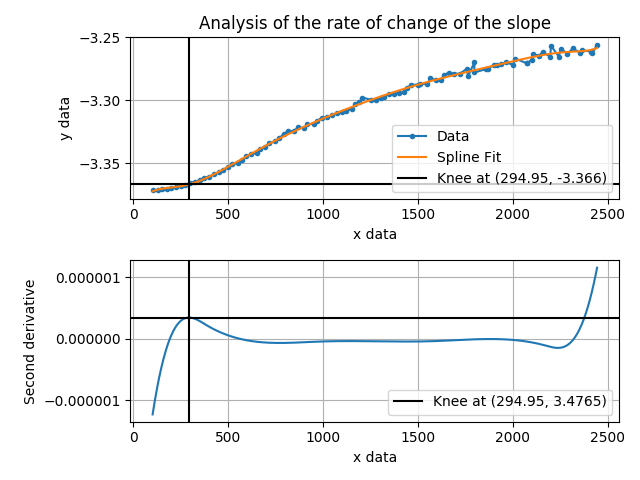 Analysis of the rate of change of the slope
y data
−3.25
−3.30
−3.35
Data
Spline Fit
Knee at (294.95, -3.366)
0 500 1000 1500 2000 2500
x data
Second derivative
0.000001
0.000000
−0.000001
Knee at (294.95, 3.4765)
0 500 1000 1500 2000 2500
x data